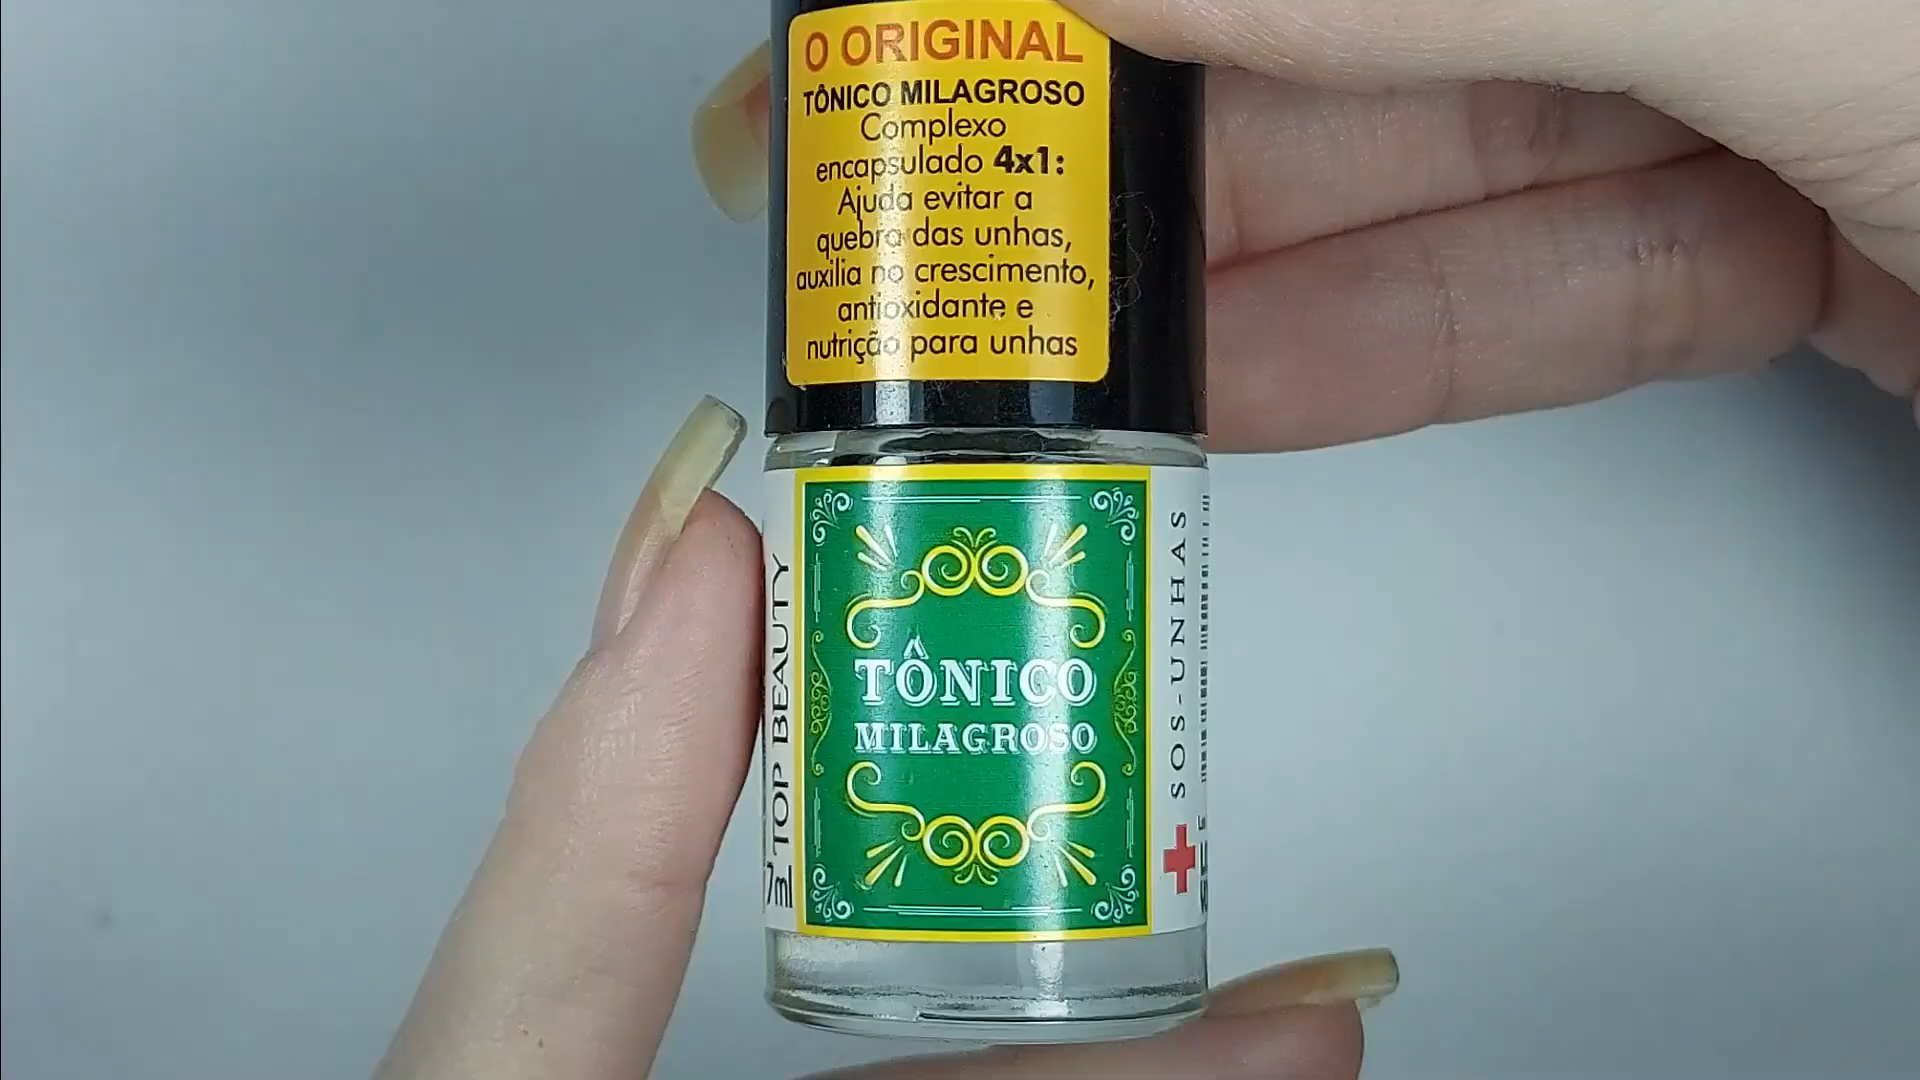 O ORIGINAL
TÔNICO MILAGROSO
Complexo
encapsulado 4x1:
Ajuda evitar a
quebra das unhas,
auxilia no crescimento,
antioxidante e
nutrição para unhas
TÔNICO
MILAGROSO
7ml TOP BEAUTY
SOS-UNHAS